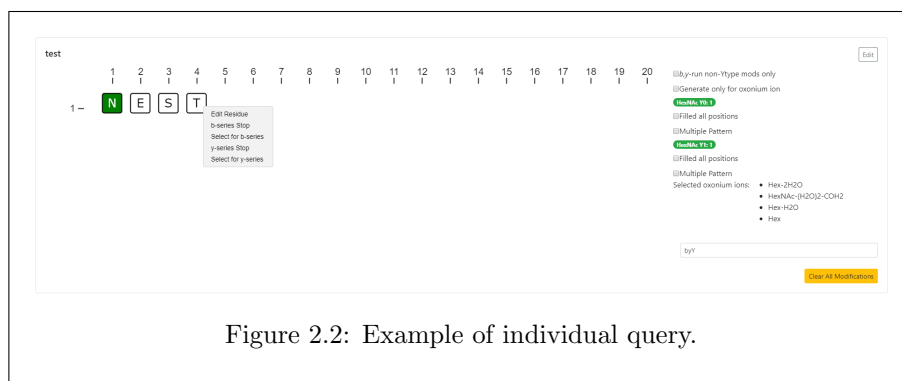 test
Edit
1 2 3 4 5 6 7 8 9 10 11 12 13 14 15 16 17 18 19 20
1 –
N E S T
Edit Residue
b-series Stop
Select for b-series
y-series Stop
Select for y-series
b,y-run non-Ytype mods only
Generate only for oxonium ion
HexNAc Y0: 1
Filled all positions
Multiple Pattern
HexNAc Y1: 1
Filled all positions
Multiple Pattern
Selected oxonium ions:
• Hex-2H2O
• HexNAc-(H2O)2-COH2
• Hex-H2O
• Hex
byY
Clear All Modifications
Figure 2.2: Example of individual query.